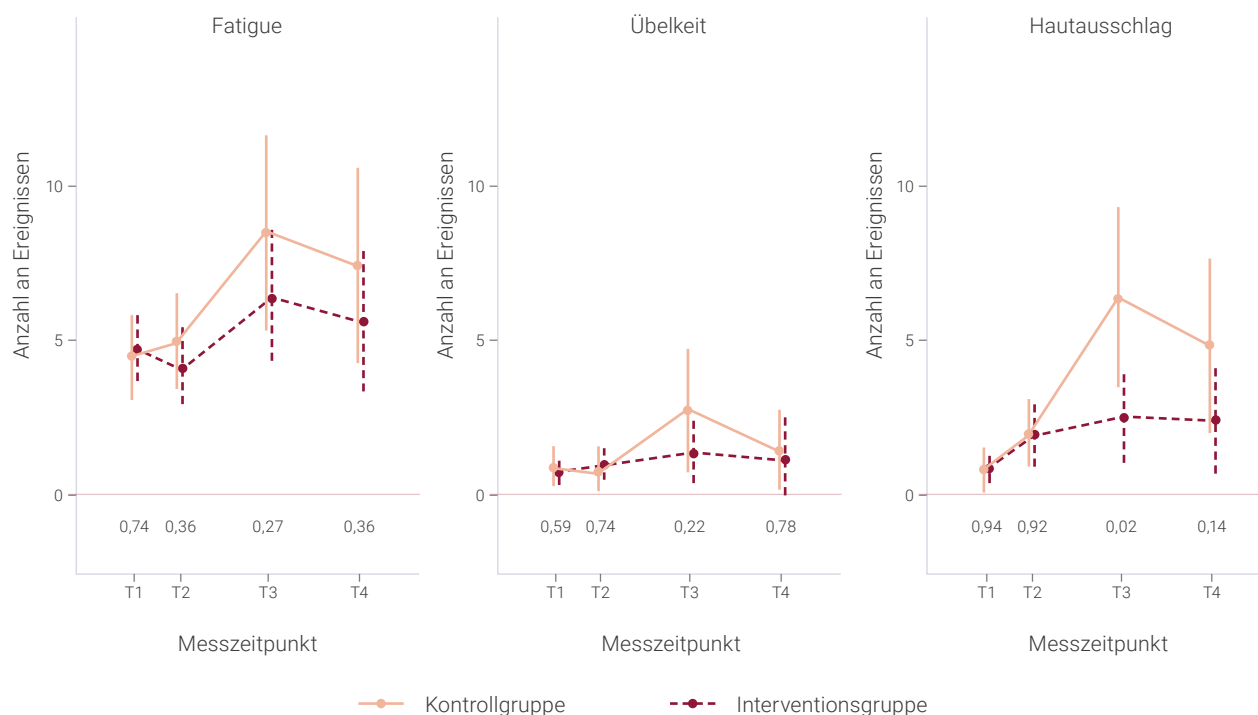 Fatigue
Anzahl an Ereignissen
10
5
0
0,74 0,36 0,27 0,36
T1 T2 T3 T4
Messzeitpunkt
Übelkeit
Anzahl an Ereignissen
10
5
0
0,59 0,74 0,22 0,78
T1 T2 T3 T4
Messzeitpunkt
Hautausschlag
Anzahl an Ereignissen
10
5
0
0,94 0,92 0,02 0,14
T1 T2 T3 T4
Messzeitpunkt
Kontrollgruppe Interventionsgruppe